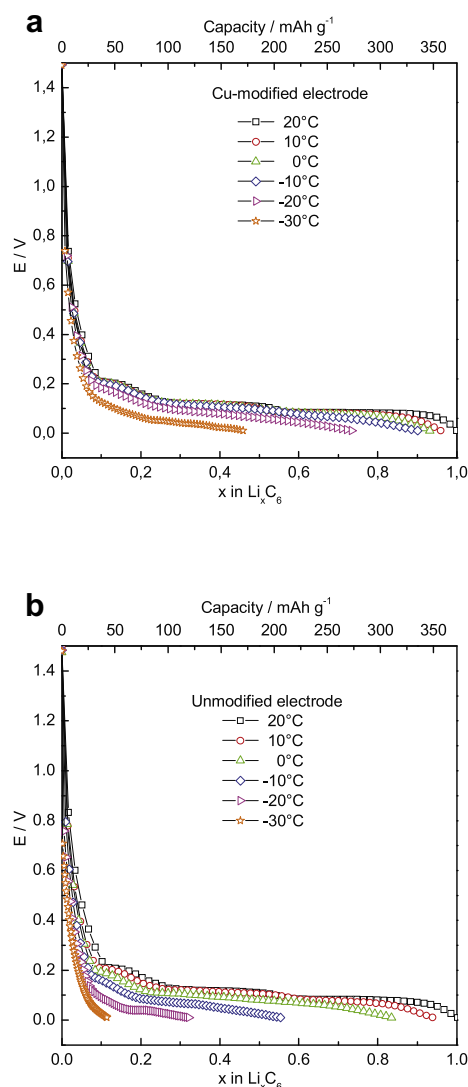 a
Capacity / mAh g⁻¹
0 50 100 150 200 250 300 350
1,4
1,2
1,0
0,8
0,6
0,4
0,2
0,0
E / V
Cu-modified electrode
20°C
10°C
0°C
-10°C
-20°C
-30°C
0,0 0,2 0,4 0,6 0,8 1,0
x in LiₓC₆
b
Capacity / mAh g⁻¹
0 50 100 150 200 250 300 350
1.4
1.2
1.0
0.8
0.6
0.4
0.2
0.0
E / V
Unmodified electrode
20°C
10°C
0°C
-10°C
-20°C
-30°C
0.0 0.2 0.4 0.6 0.8 1.0
x in LiₓC₆